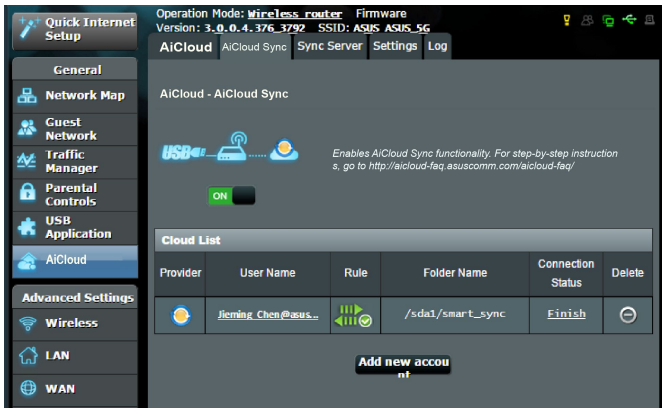 Quick Internet
Setup
General
Network Map
Guest
Network
Traffic
Manager
Parental
Controls
USB
Application
AiCloud
Advanced Settings
Wireless
LAN
WAN
Operation Mode: Wireless router Firmware
Version: 3.0.0.4.376_3792 SSID: ASUS ASUS_5G
AiCloud AiCloud Sync Sync Server Settings Log
AiCloud - AiCloud Sync
USB
Enables AiCloud Sync functionality. For step-by-step instruction
s, go to http://aicloud-faq.asuscomm.com/aicloud-faq/
ON
Cloud List
Provider User Name Rule Folder Name Connection Status Delete
Jieming_Chen@asus... /sda1/smart_sync Finish
Add new accou
nt